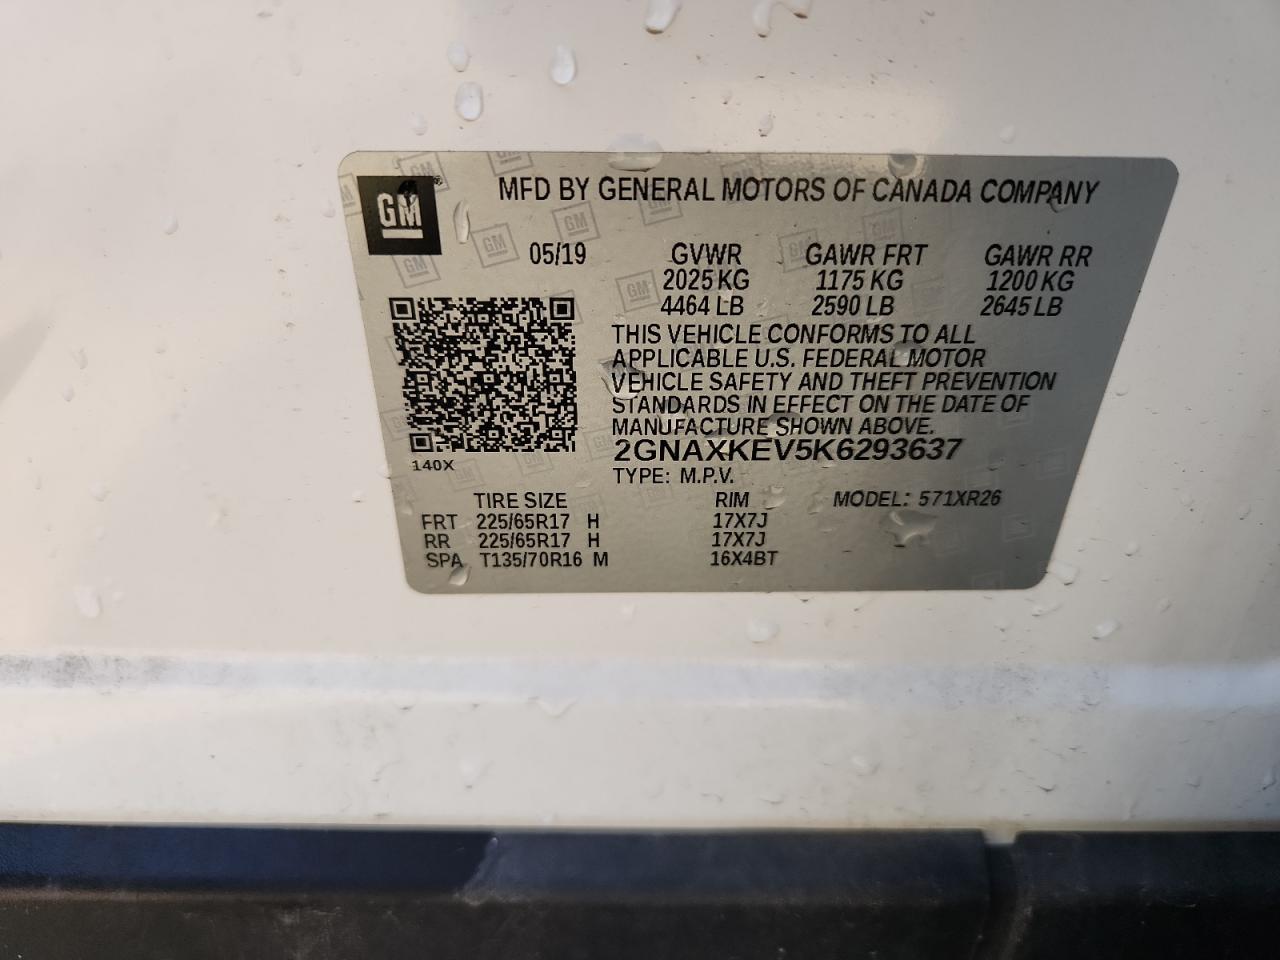 GM
MFD BY GENERAL MOTORS OF CANADA COMPANY
05/19 GVWR GAWR FRT GAWR RR
2025 KG 1175 KG 1200 KG
4464 LB 2590 LB 2645 LB
THIS VEHICLE CONFORMS TO ALL
APPLICABLE U.S. FEDERAL MOTOR
VEHICLE SAFETY AND THEFT PREVENTION
STANDARDS IN EFFECT ON THE DATE OF
MANUFACTURE SHOWN ABOVE.
2GNAXKEV5K6293637
140X
TYPE: M.P.V.
TIRE SIZE RIM MODEL: 571XR26
FRT 225/65R17 H 17X7J
RR 225/65R17 H 17X7J
SPA T135/70R16 M 16X4BT